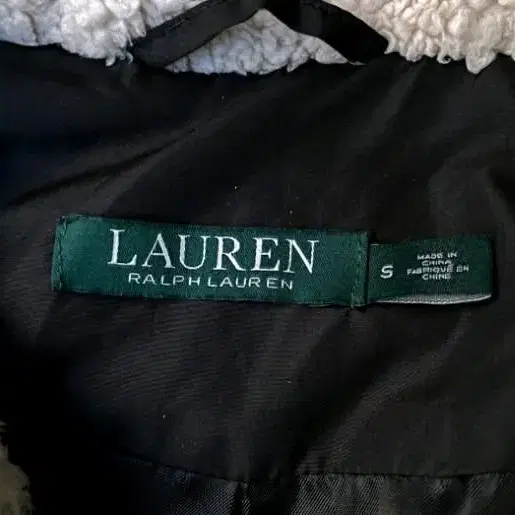 LAUREN
RALPH LAUREN
S
MADE IN
CHINA
FABRIQUÉ EN
CHINE